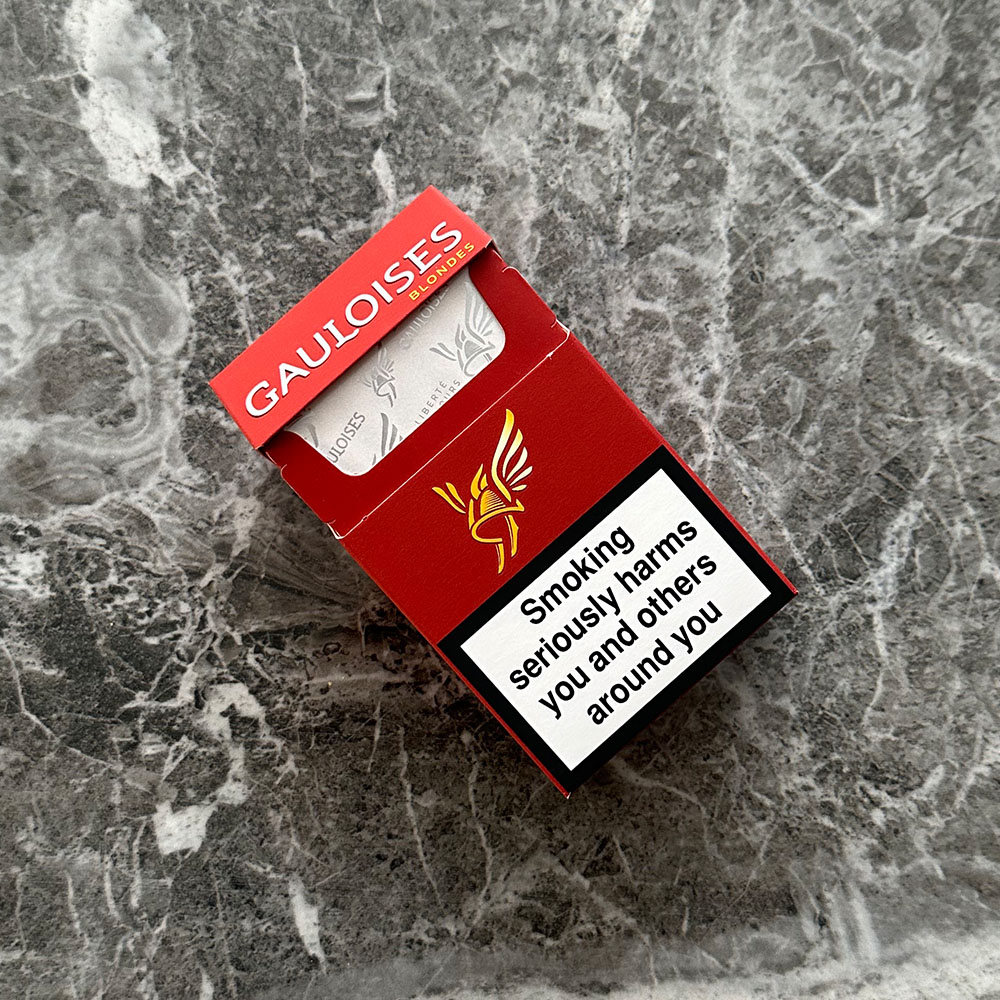 GAULOISES
BLONDES
LIBERTÉ
Smoking
seriously harms
you and others
around you